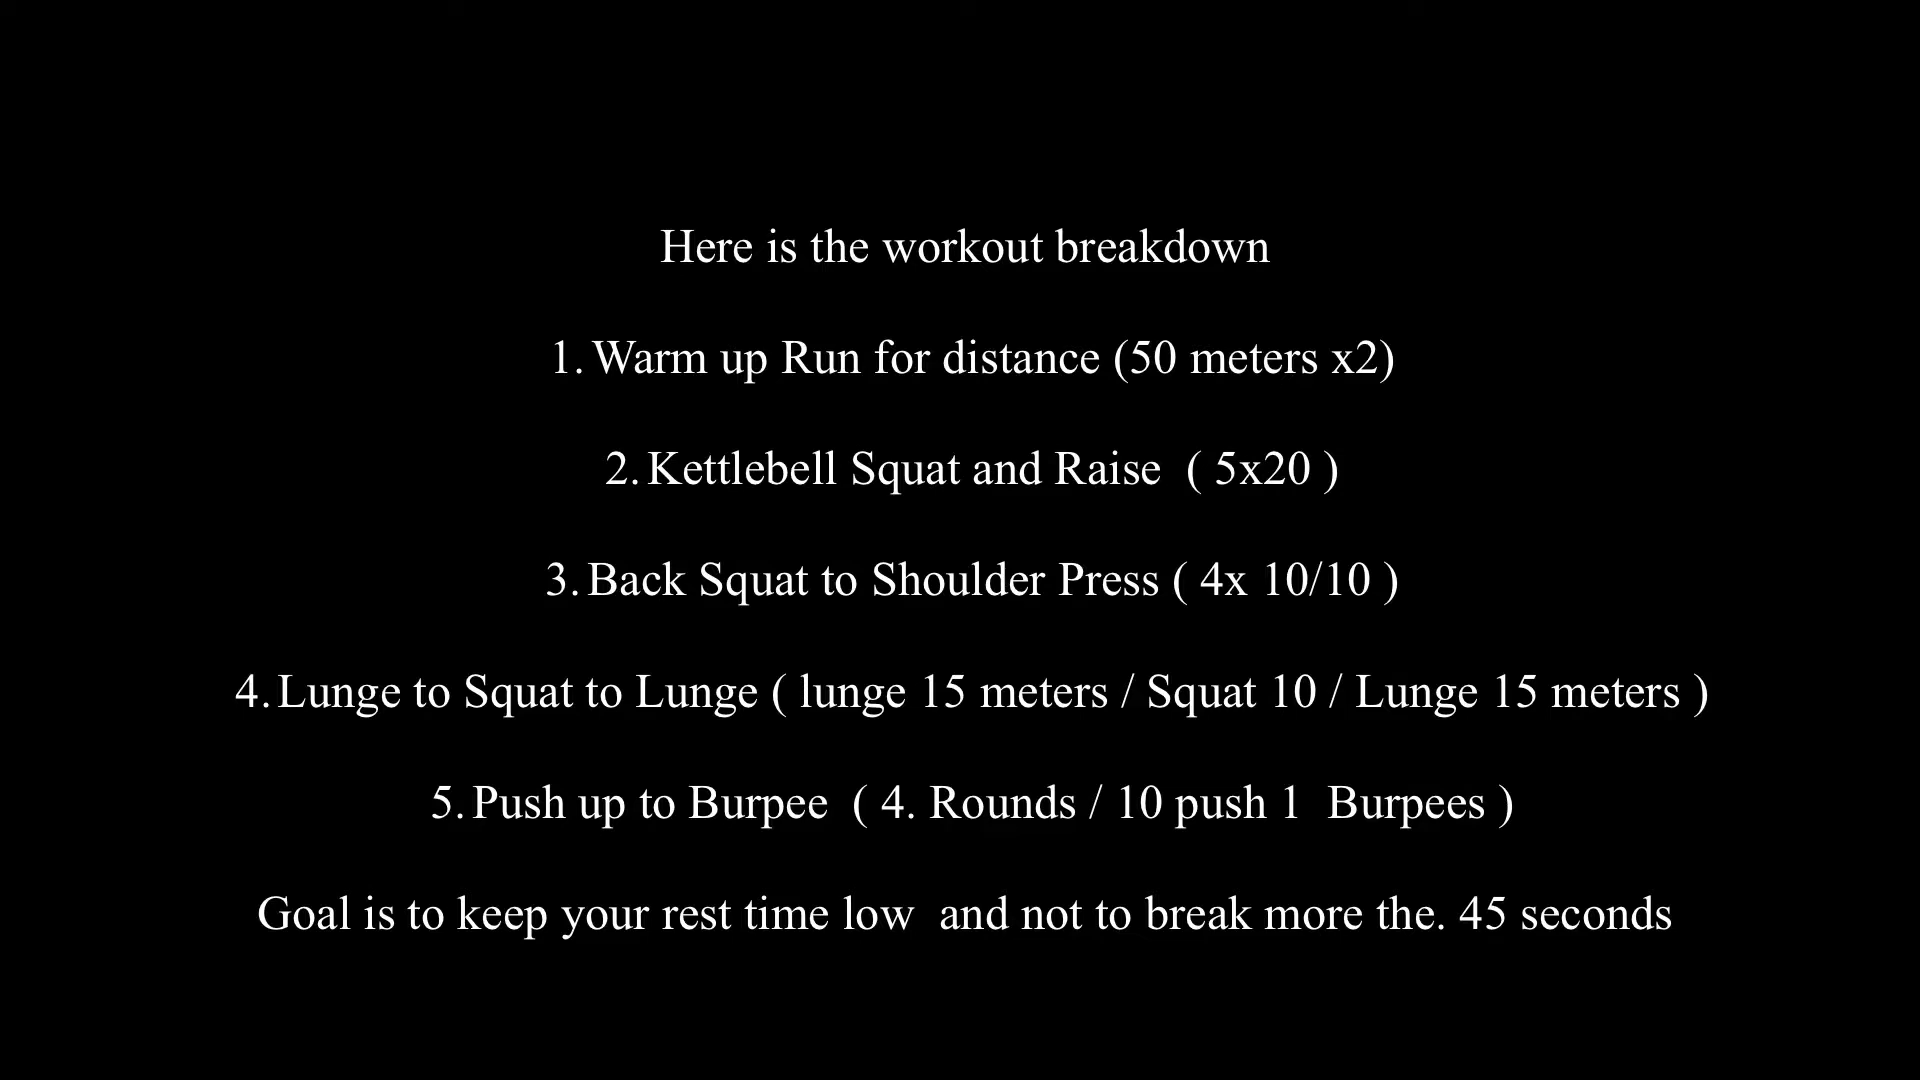 Here is the workout breakdown
1. Warm up Run for distance (50 meters x2)
2. Kettlebell Squat and Raise  ( 5x20 )
3. Back Squat to Shoulder Press ( 4x 10/10 )
4. Lunge to Squat to Lunge ( lunge 15 meters / Squat 10 / Lunge 15 meters )
5. Push up to Burpee  ( 4. Rounds / 10 push 1  Burpees )
Goal is to keep your rest time low  and not to break more the. 45 seconds